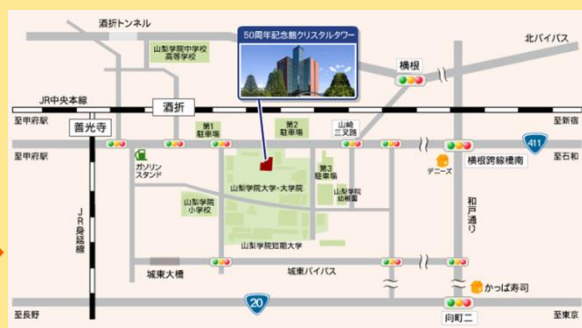 酒折トンネル
50周年記念館クリスタルタワー
北バイパス
山梨学院中学校
高等学校
横根
JR中央本線
酒折
至甲府駅
善光寺
至新宿
第1
駐車場
第2
駐車場
山崎
三叉路
411
至甲府駅
至石和
ガソリン
スタンド
横根跨線橋南
デニーズ
第3
駐車場
山梨学院大学・大学院
山梨学院
幼稚園
山梨学院
小学校
和戸通り
JR身延線
山梨学院短期大学
城東大橋
城東バイパス
かっぱ寿司
20
至長野
向町二
至東京